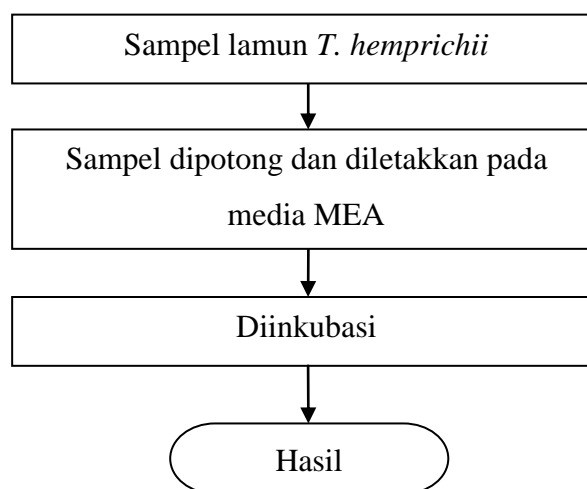 Sampel lamun T. hemprichii
Sampel dipotong dan diletakkan pada
media MEA
Diinkubasi
Hasil